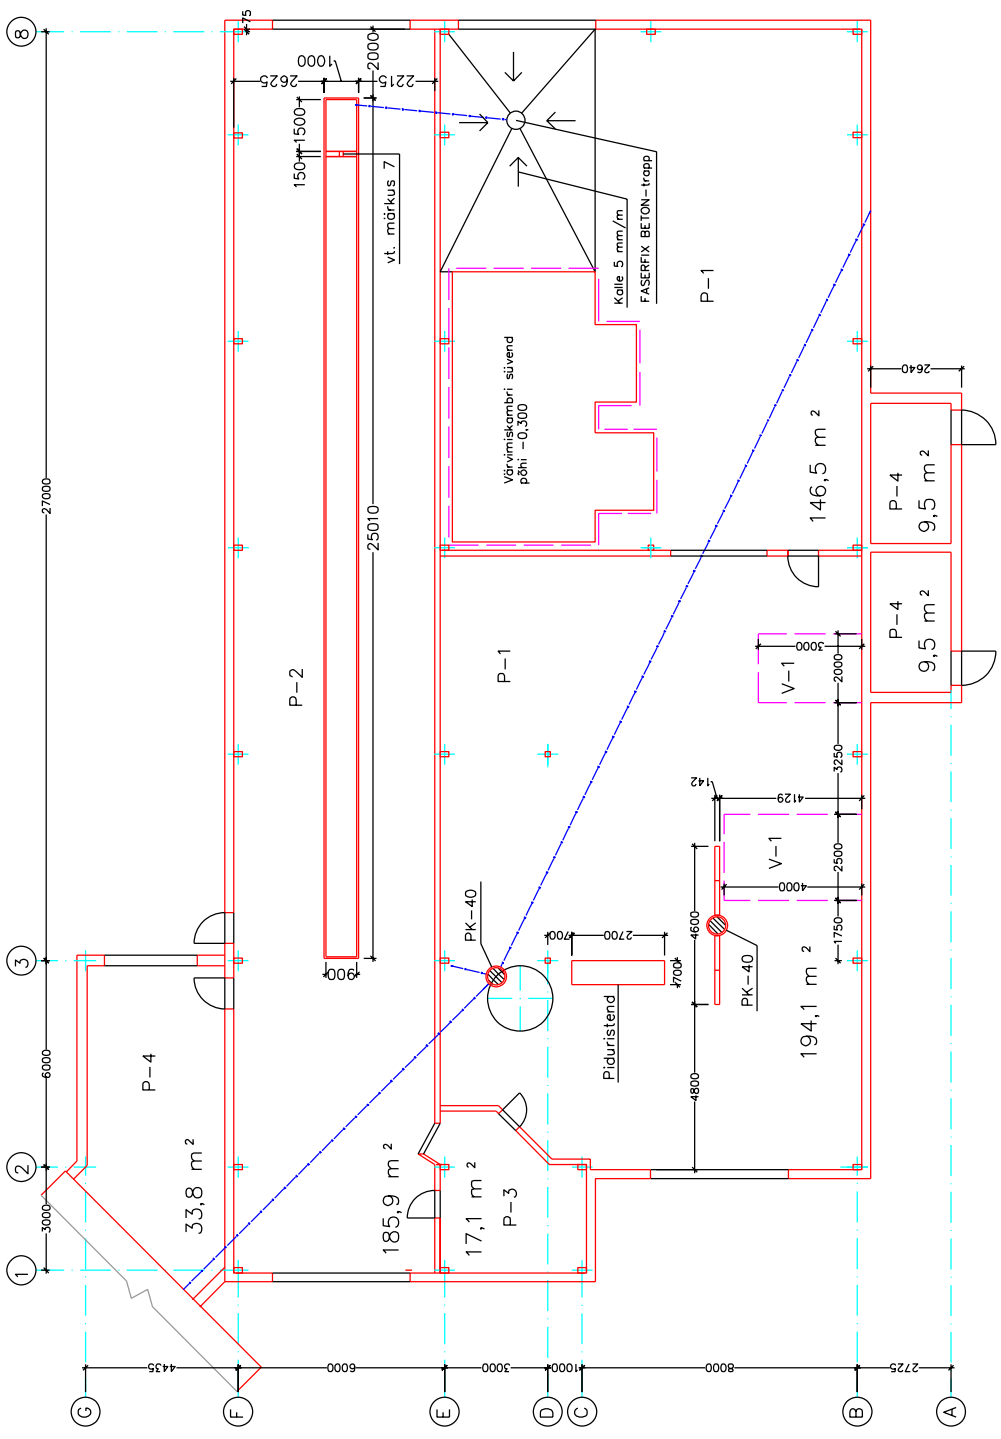 8
75
2000
1000
2625
2215
1500
150
vt. märkus 7
Kalle 5 mm/m
FASERFIX BETON-trapp
P-1
Värvimiskambri süvend
põhi -0,300
2640
146,5 m²
P-4
9,5 m²
27000
25010
P-2
P-1
P-4
9,5 m²
V-1
3000
2000
3250
142
4129
V-1
2500
4000
1750
4600
PK-40
PK-40
3
900
700
2700
700
Piduristend
194,1 m²
4800
6000
P-4
33,8 m²
2
3000
185,9 m²
17,1 m²
P-3
1
4435
6000
3000
1000
8000
2725
G
F
E
D
C
B
A